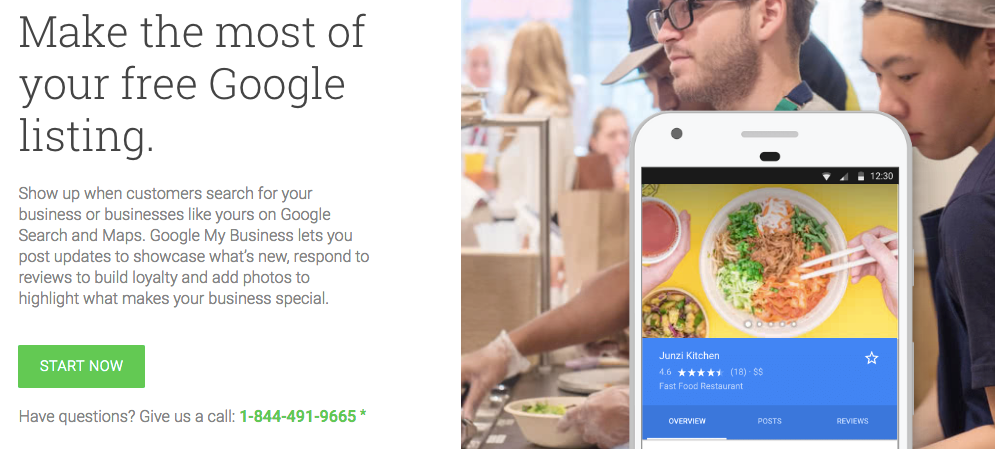 Make the most of
your free Google
listing.
Show up when customers search for your
business or businesses like yours on Google
Search and Maps. Google My Business lets you
post updates to showcase what's new, respond to
reviews to build loyalty and add photos to
highlight what makes your business special.
START NOW
Have questions? Give us a call: 1-844-491-9665 *
12:30
Junzi Kitchen
4.6 ★★★★★ (18) · $$
Fast Food Restaurant
OVERVIEW POSTS REVIEWS